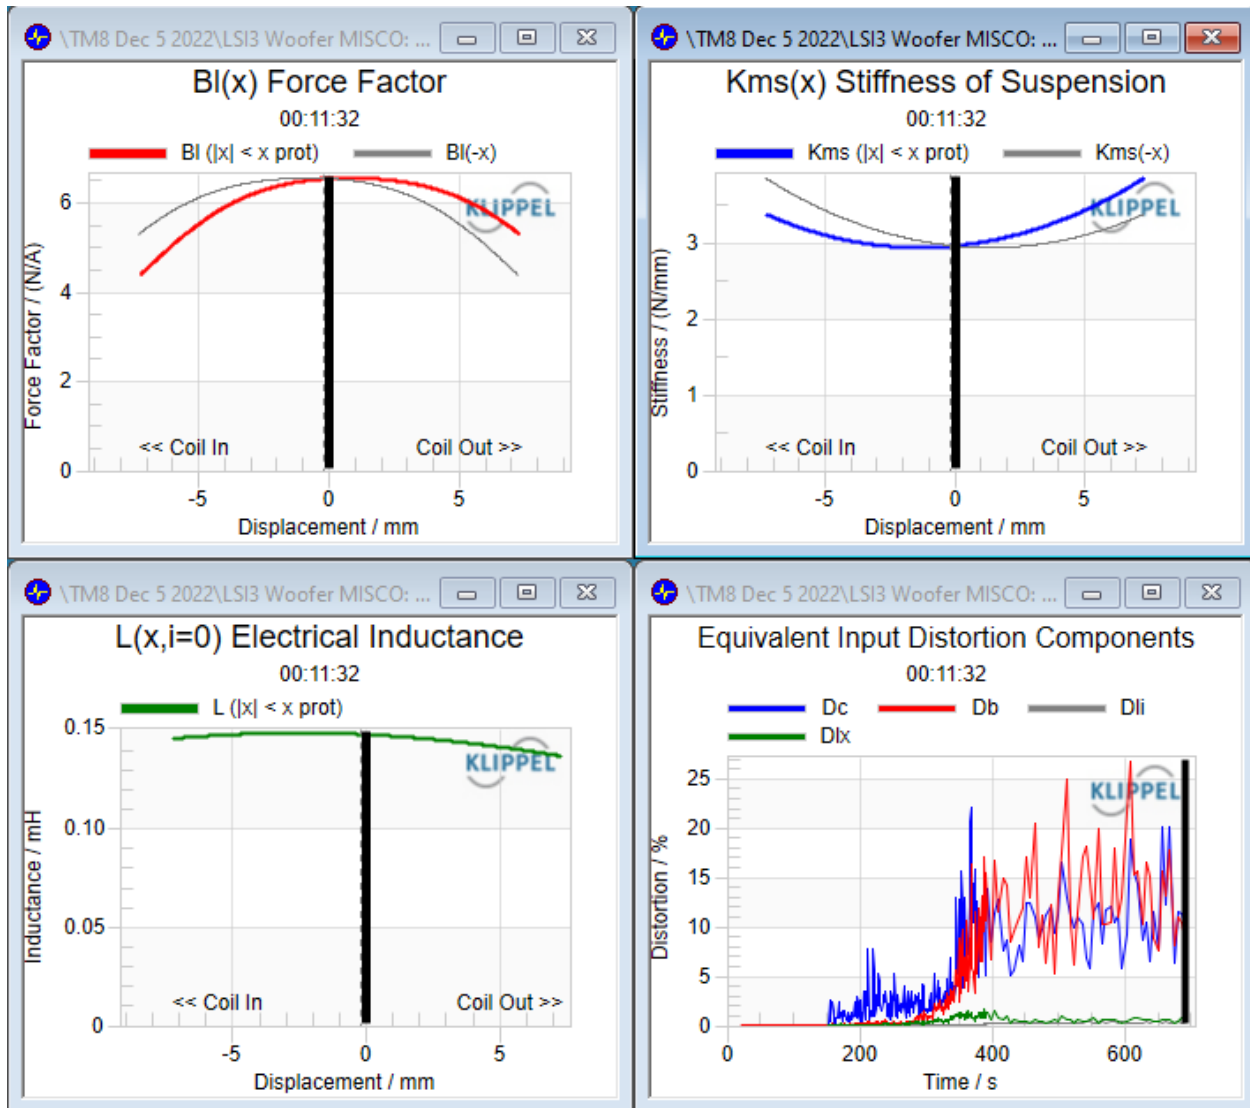 \TM8 Dec 5 2022\LSI3 Woofer MISCO: ...
Bl(x) Force Factor
00:11:32
Bl (|x| < x prot) Bl(-x)
KLIPPEL
Force Factor / (N/A)
6
4
2
0
<< Coil In Coil Out >>
-5 0 5
Displacement / mm
\TM8 Dec 5 2022\LSI3 Woofer MISCO: ...
Kms(x) Stiffness of Suspension
00:11:32
Kms (|x| < x prot) Kms(-x)
KLIPPEL
Stiffness / (N/mm)
3
2
1
0
<< Coil In Coil Out >>
-5 0 5
Displacement / mm
\TM8 Dec 5 2022\LSI3 Woofer MISCO: ...
L(x,i=0) Electrical Inductance
00:11:32
L (|x| < x prot)
KLIPPEL
Inductance / mH
0.15
0.10
0.05
0
<< Coil In Coil Out >>
-5 0 5
Displacement / mm
\TM8 Dec 5 2022\LSI3 Woofer MISCO: ...
Equivalent Input Distortion Components
00:11:32
Dc Db Dli
Dlx
KLIPPEL
Distortion / %
25
20
15
10
5
0
0 200 400 600
Time / s